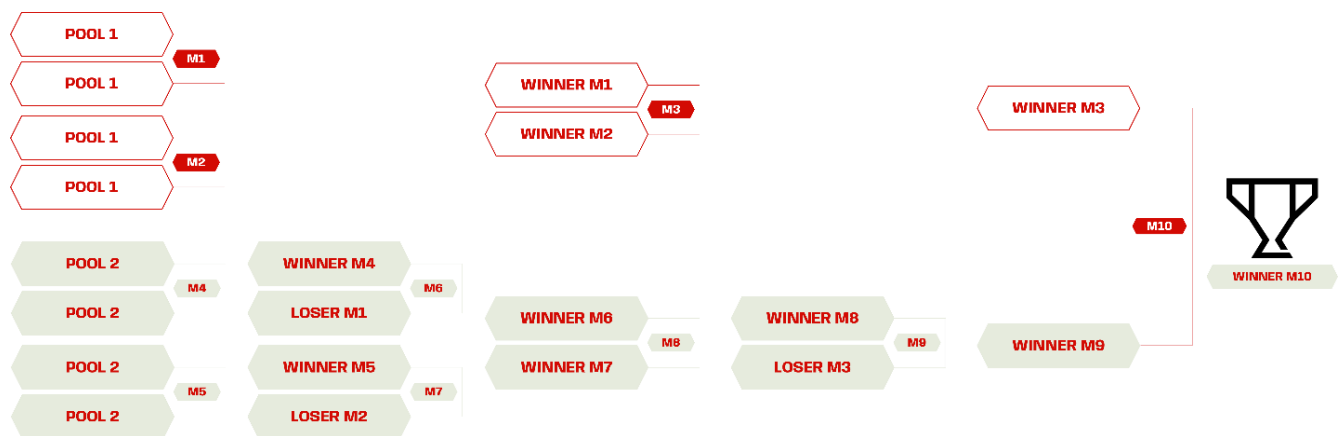 POOL 1
M1
POOL 1
POOL 1
M2
POOL 1
WINNER M1
M3
WINNER M2
WINNER M3
M10
WINNER M10
POOL 2
M4
POOL 2
POOL 2
M5
POOL 2
WINNER M4
M6
LOSER M1
WINNER M5
M7
LOSER M2
WINNER M6
M8
WINNER M7
WINNER M8
M9
LOSER M3
WINNER M9